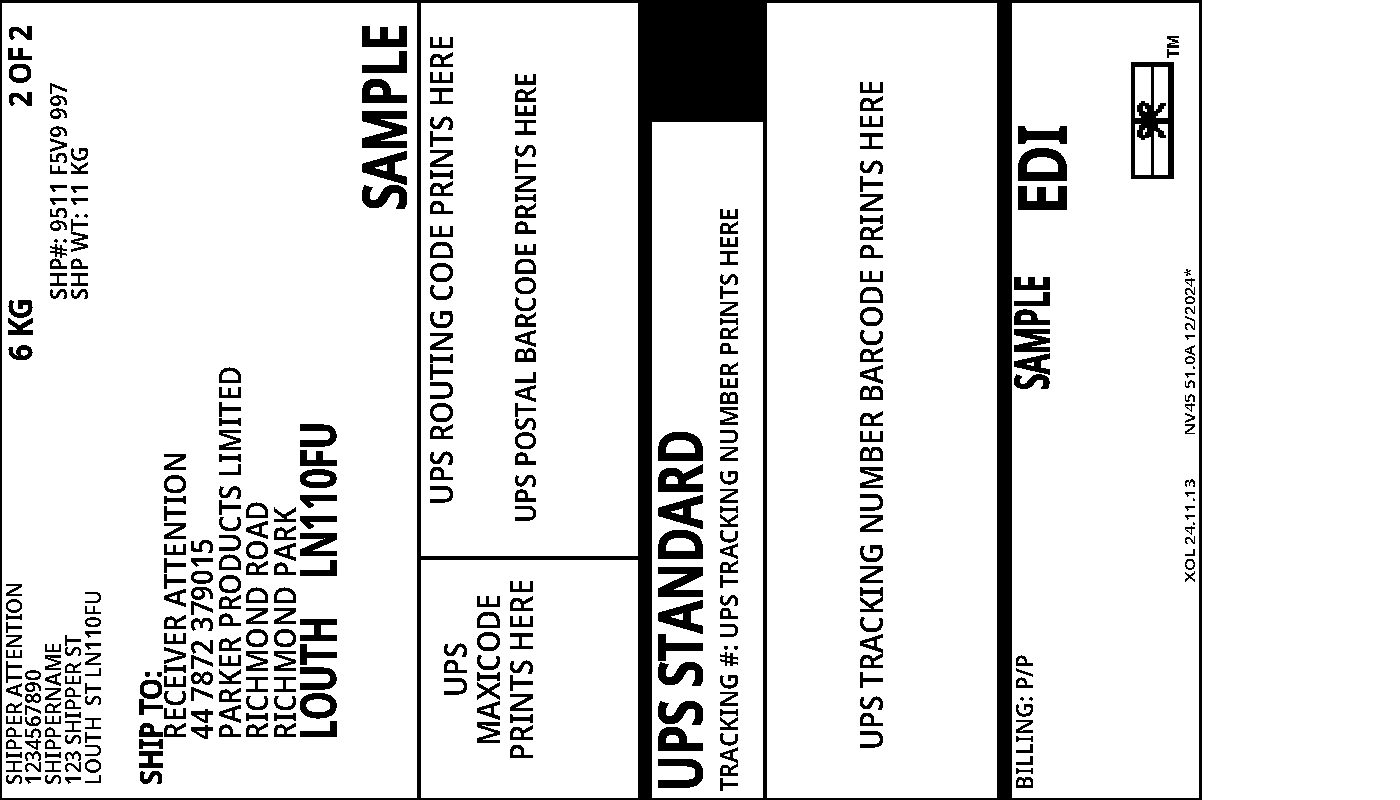 SHIPPER ATTENTION
1234567890
SHIPPERNAME
123 SHIPPER ST
LOUTH ST LN110FU
6 KG
2 OF 2
SHP#: 9511 F5V9 997
SHP WT: 11 KG
SHIP TO:
RECEIVER ATTENTION
44 7872 379015
PARKER PRODUCTS LIMITED
RICHMOND ROAD
RICHMOND PARK
LOUTH LN110FU
SAMPLE
UPS
MAXICODE
PRINTS HERE
UPS ROUTING CODE PRINTS HERE
UPS POSTAL BARCODE PRINTS HERE
UPS STANDARD
TRACKING #: UPS TRACKING NUMBER PRINTS HERE
UPS TRACKING NUMBER BARCODE PRINTS HERE
BILLING: P/P
SAMPLE
EDI
XOL 24.11.13 NV45 51.0A 12/2024*
TM